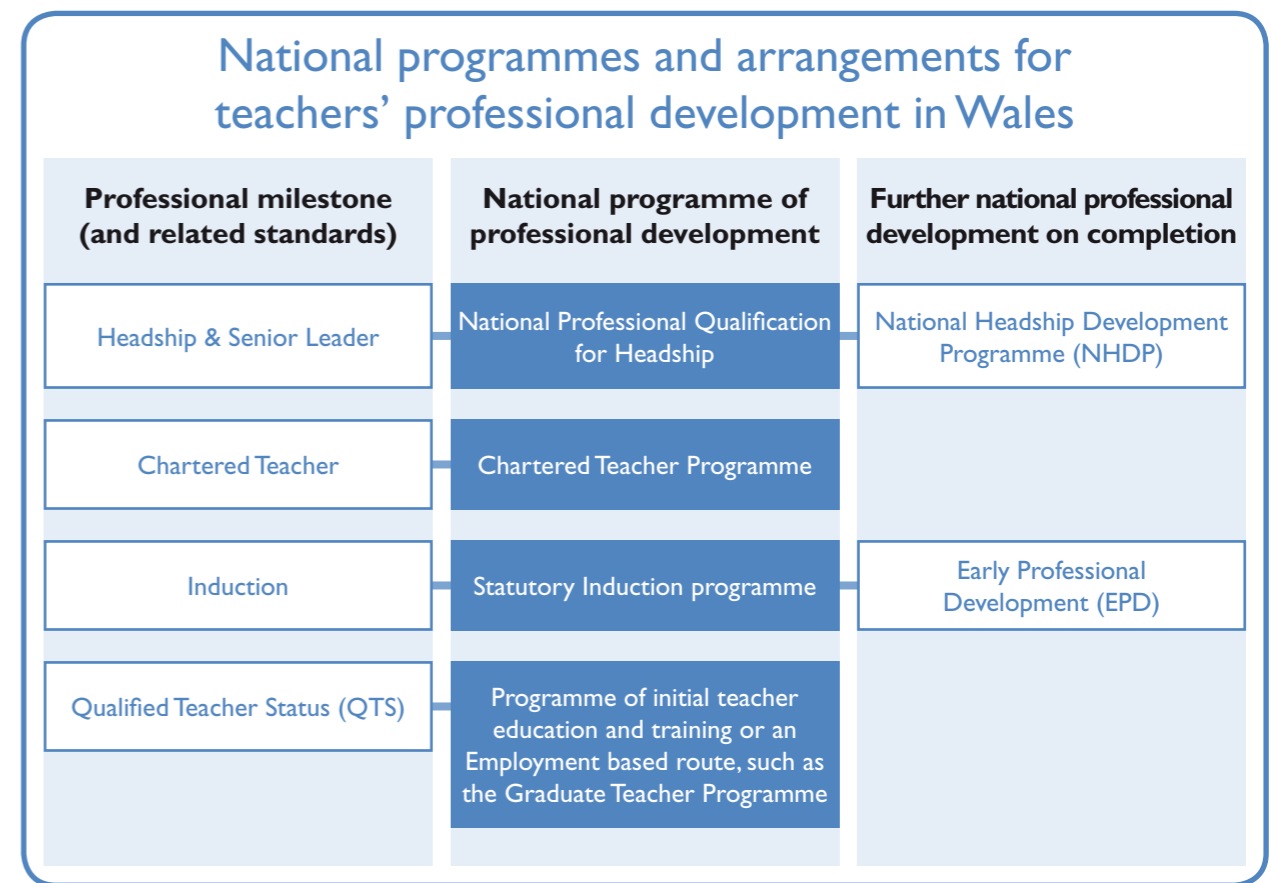 National programmes and arrangements for
teachers’ professional development in Wales
Professional milestone
(and related standards)
National programme of
professional development
Further national professional
development on completion
Headship & Senior Leader
National Professional Qualification
for Headship
National Headship Development
Programme (NHDP)
Chartered Teacher
Chartered Teacher Programme
Induction
Statutory Induction programme
Early Professional
Development (EPD)
Qualified Teacher Status (QTS)
Programme of initial teacher
education and training or an
Employment based route, such as
the Graduate Teacher Programme